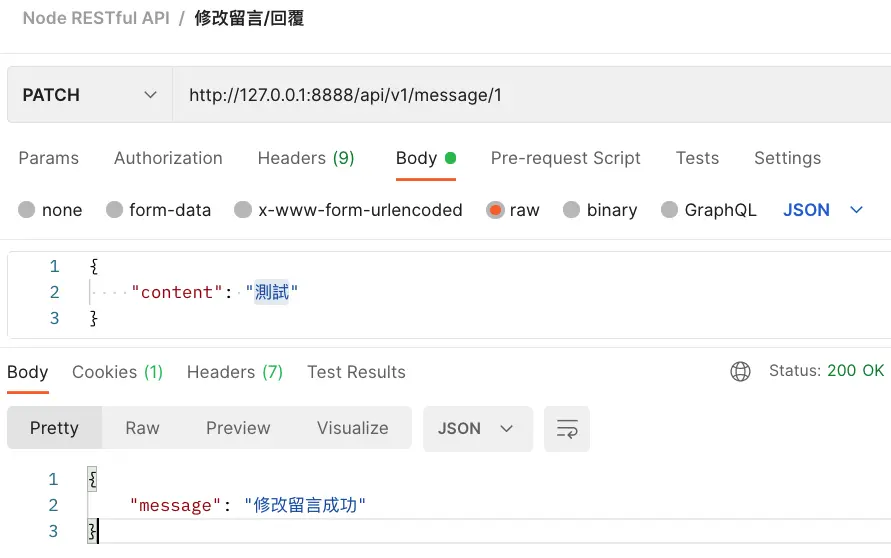 Node RESTful API / 修改留言/回覆
PATCH http://127.0.0.1:8888/api/v1/message/1
Params Authorization Headers (9) Body Pre-request Script Tests Settings
none form-data x-www-form-urlencoded raw binary GraphQL JSON
1 {
2 "content": "測試"
3 }
Body Cookies (1) Headers (7) Test Results Status: 200 OK
Pretty Raw Preview Visualize JSON
1 {
2 "message": "修改留言成功"
3 }